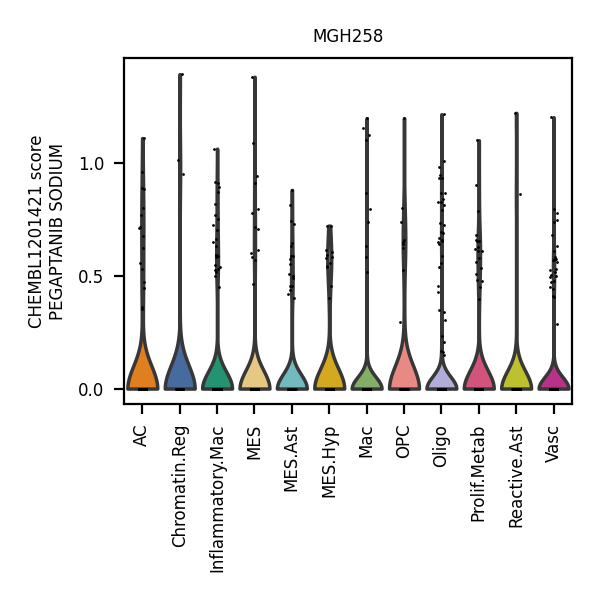 MGH258
CHEMBL1201421 score
PEGAPTANIB SODIUM
1.0
0.5
0.0
AC
Chromatin.Reg
Inflammatory.Mac
MES
MES.Ast
MES.Hyp
Mac
OPC
Oligo
Prolif.Metab
Reactive.Ast
Vasc